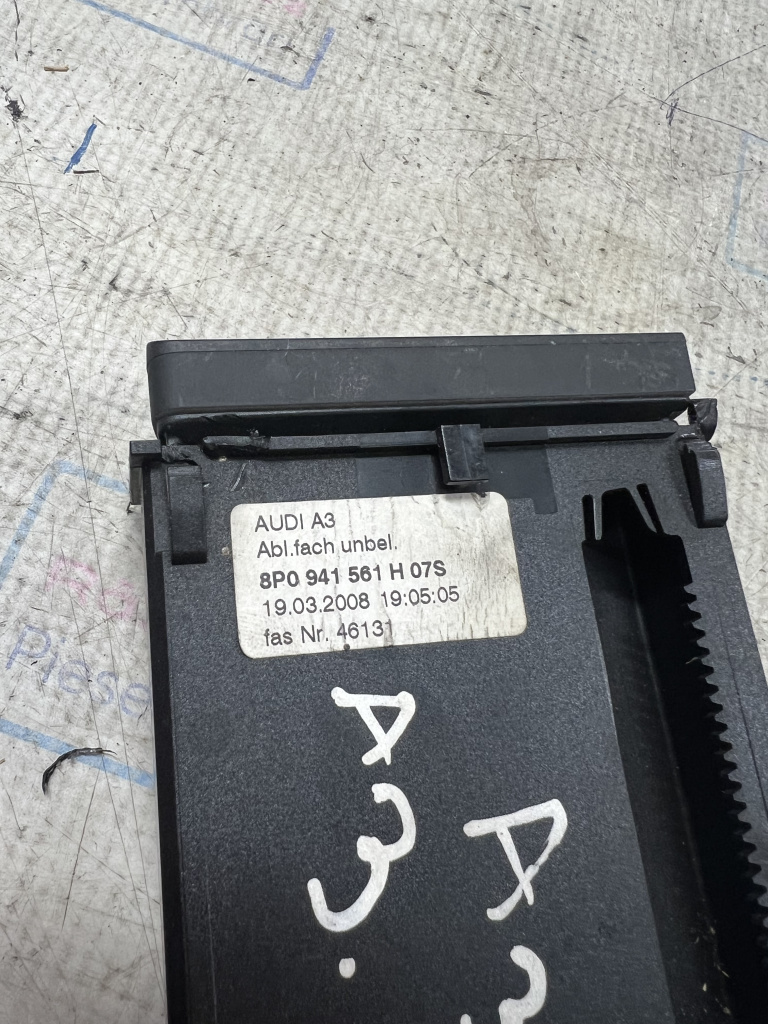 AUDI A3
Abl.fach unbel.
8P0 941 561 H 07S
19.03.2008 19:05:05
fas Nr. 46131
A3.
A3
Piese